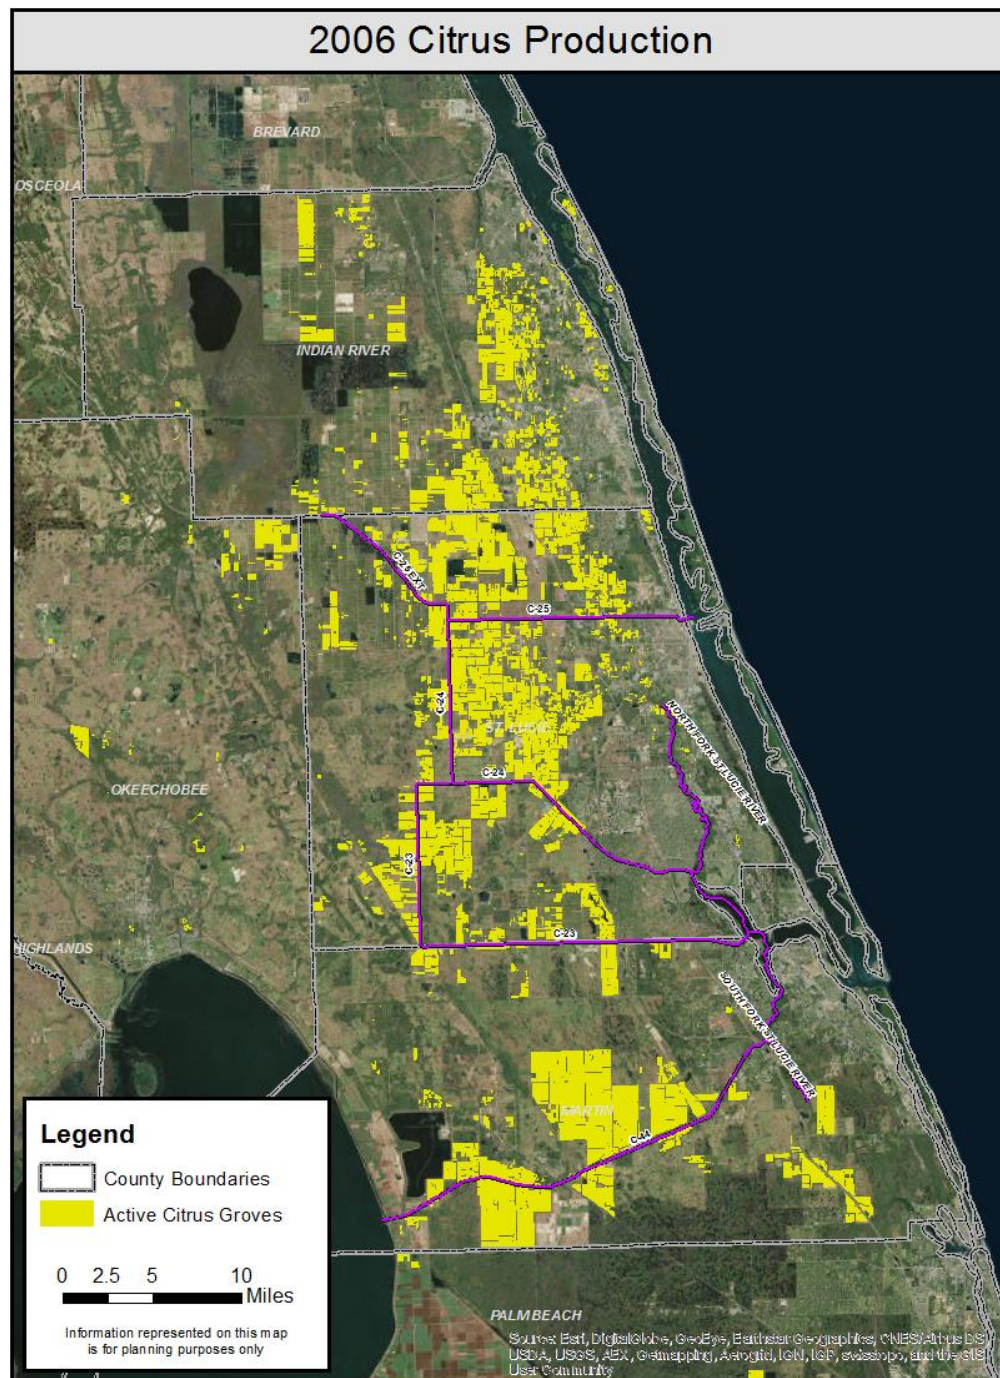 2006 Citrus Production
BREVARD
OSCEOLA
INDIAN RIVER
C-25 EXT
C-25
C-24
ST. LUCIE
NORTH FORK ST LUCIE RIVER
C-24
OKEECHOBEE
C-23
C-23
HIGHLANDS
SOUTH FORK ST LUCIE RIVER
MARTIN
C-44
Legend
County Boundaries
Active Citrus Groves
0 2.5 5 10
Miles
Information represented on this map
is for planning purposes only
PALM BEACH
Source: Esri, DigitalGlobe, GeoEye, Earthstar Geographics, CNES/Airbus DS,
USDA, USGS, AEX, Getmapping, Aerogrid, IGN, IGP, swisstopo, and the GIS
User Community